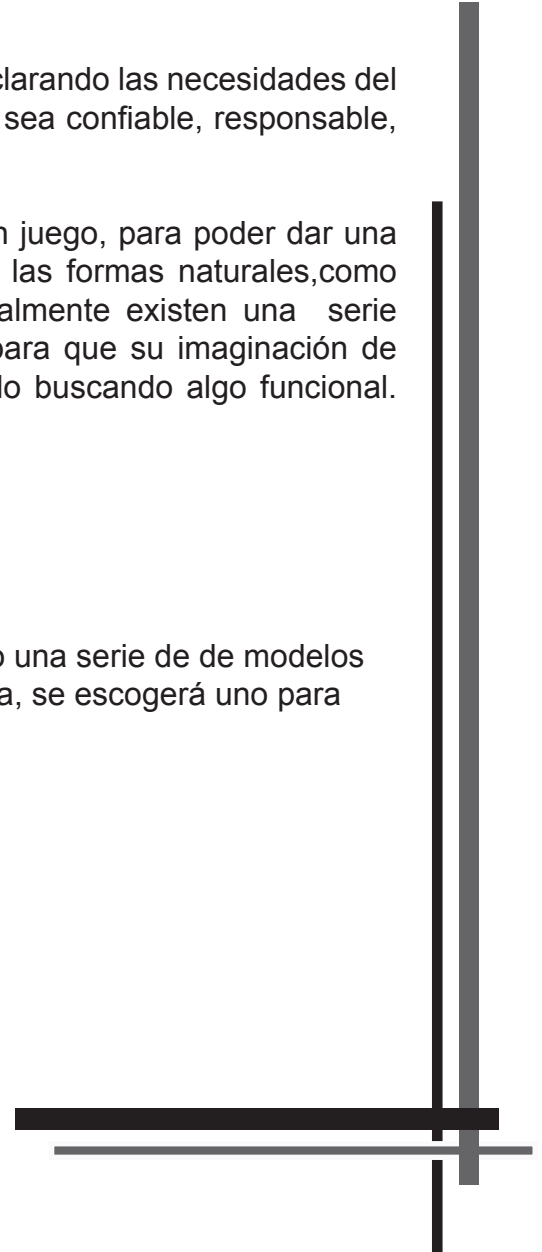 clarando las necesidades del
sea confiable, responsable,
juego, para poder dar una
las formas naturales,como
almente existen una serie
para que su imaginación de
lo buscando algo funcional.
una serie de de modelos
a, se escogerá uno para